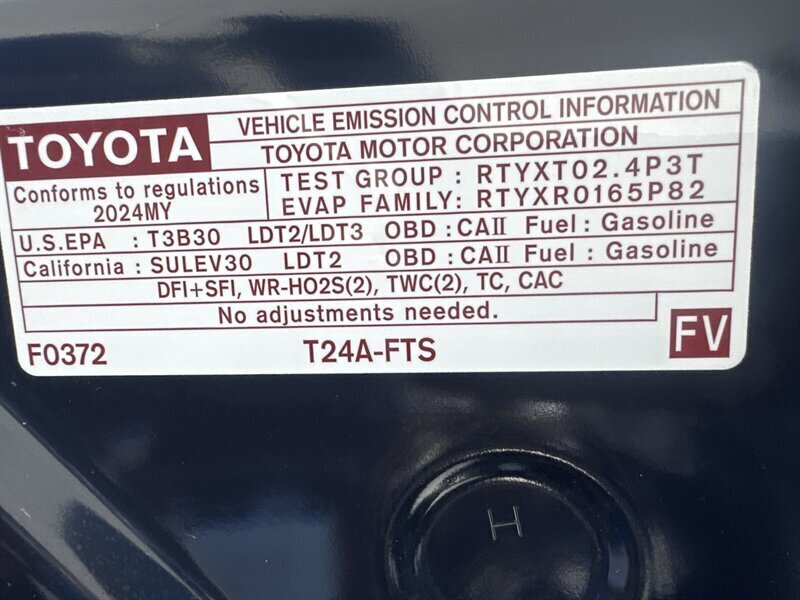 TOYOTA
VEHICLE EMISSION CONTROL INFORMATION
TOYOTA MOTOR CORPORATION
Conforms to regulations
2024MY
TEST GROUP : RTYXT02.4P3T
EVAP FAMILY: RTYXR0165P82
U.S.EPA : T3B30 LDT2/LDT3 OBD : CAII Fuel : Gasoline
California : SULEV30 LDT2 OBD : CAII Fuel : Gasoline
DFI+SFI, WR-HO2S(2), TWC(2), TC, CAC
No adjustments needed.
F0372 T24A-FTS FV
H